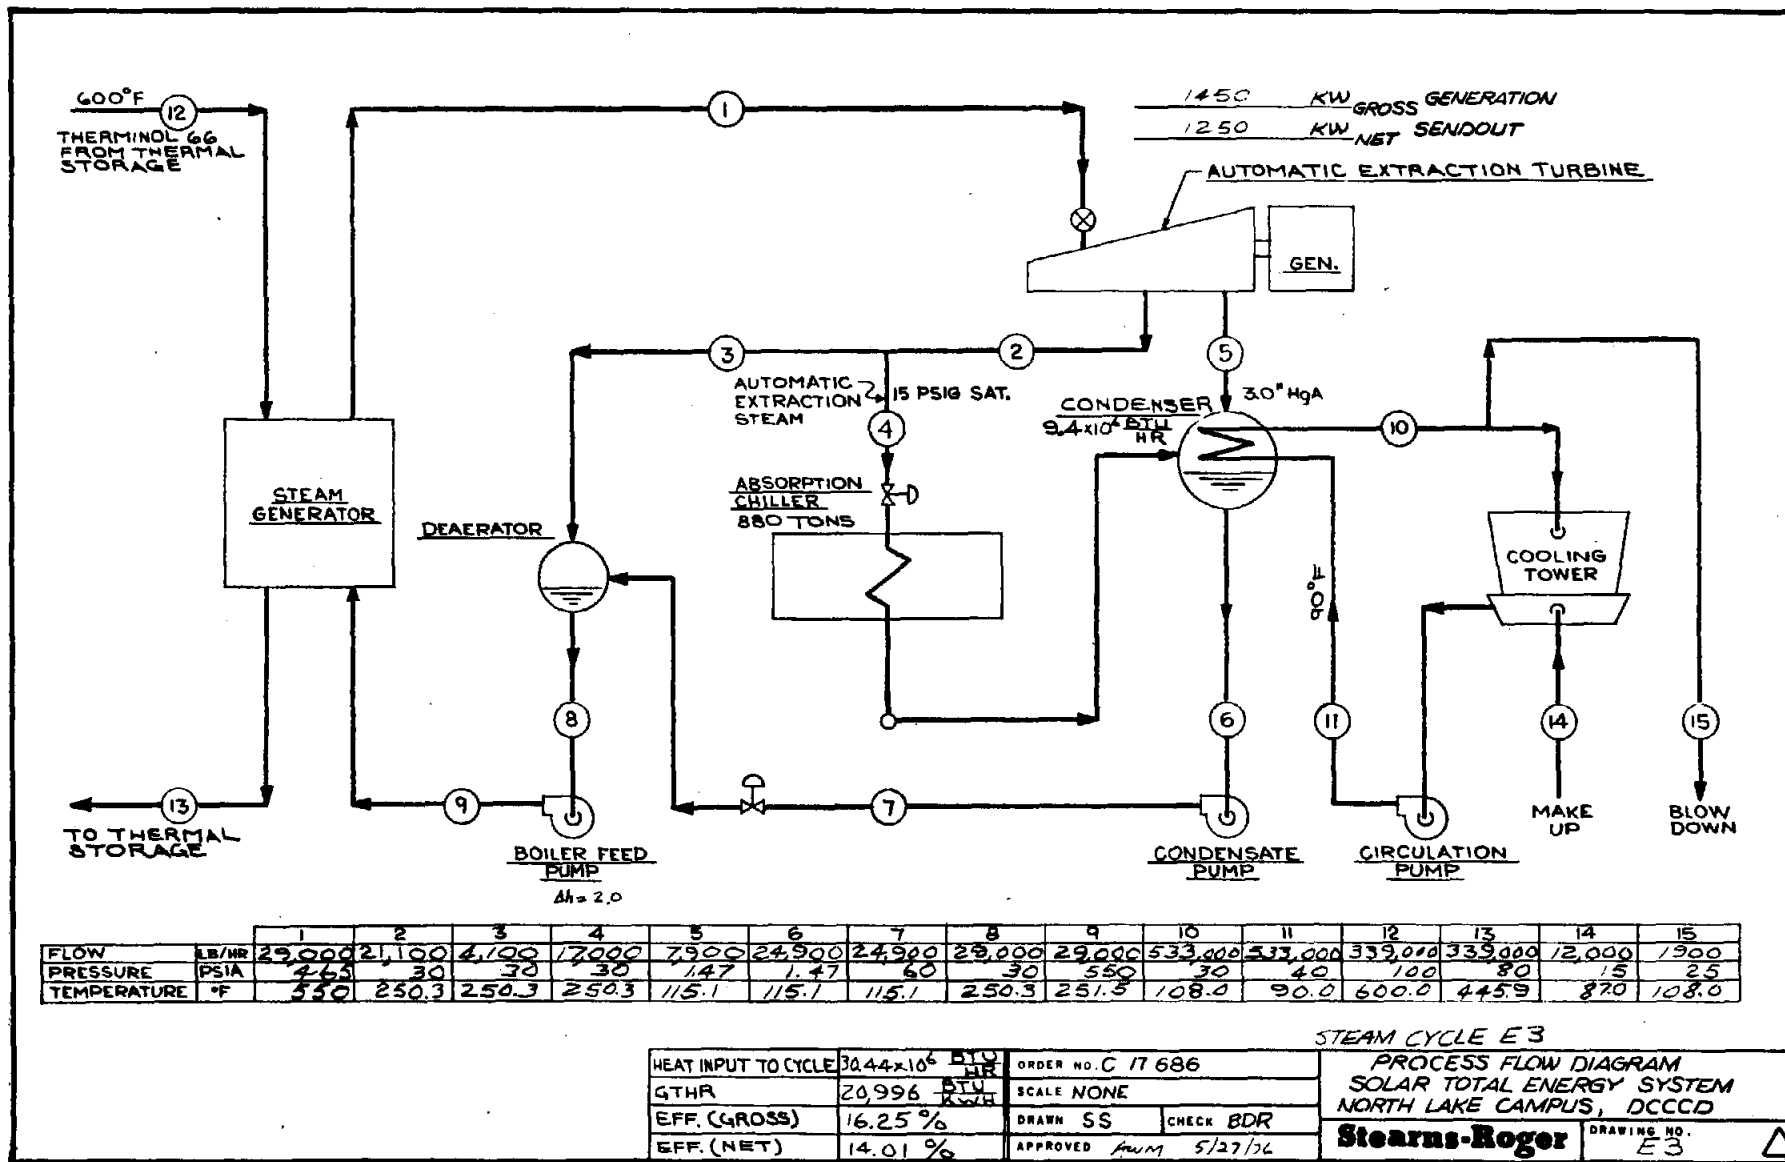 600°F
12
THERMINOL 66
FROM THERMAL
STORAGE
1
1450 KW GROSS GENERATION
1250 KW NET SENDOUT
AUTOMATIC EXTRACTION TURBINE
GEN.
3
2
5
AUTOMATIC
EXTRACTION
STEAM
15 PSIG SAT.
4
3.0" HgA
CONDENSER
9.4x10⁶ BTU/HR
10
STEAM
GENERATOR
DEAERATOR
ABSORPTION
CHILLER
880 TONS
90°F
COOLING
TOWER
8
6
11
14
15
13
9
7
TO THERMAL
STORAGE
BOILER FEED
PUMP
Δh= 2.0
CONDENSATE
PUMP
CIRCULATION
PUMP
MAKE
UP
BLOW
DOWN
1 2 3 4 5 6 7 8 9 10 11 12 13 14 15
FLOW LB/HR 29,000 21,100 4,100 17,000 7,900 24,900 24,900 29,000 29,000 533,000 533,000 339,000 339,000 12,000 1900
PRESSURE PSIA 465 30 30 30 1.47 1.47 60 30 550 30 40 100 80 15 25
TEMPERATURE °F 550 250.3 250.3 250.3 115.1 115.1 115.1 250.3 251.5 108.0 90.0 600.0 445.9 87.0 108.0
STEAM CYCLE E3
HEAT INPUT TO CYCLE 30.44x10⁶ BTU/HR
GTHR 20,996 BTU/KWH
EFF. (GROSS) 16.25 %
EFF. (NET) 14.01 %
ORDER NO. C 17686
SCALE NONE
DRAWN SS CHECK BDR
APPROVED 5/27/76
PROCESS FLOW DIAGRAM
SOLAR TOTAL ENERGY SYSTEM
NORTH LAKE CAMPUS, DCCCD
Stearns-Roger
DRAWING NO.
E3